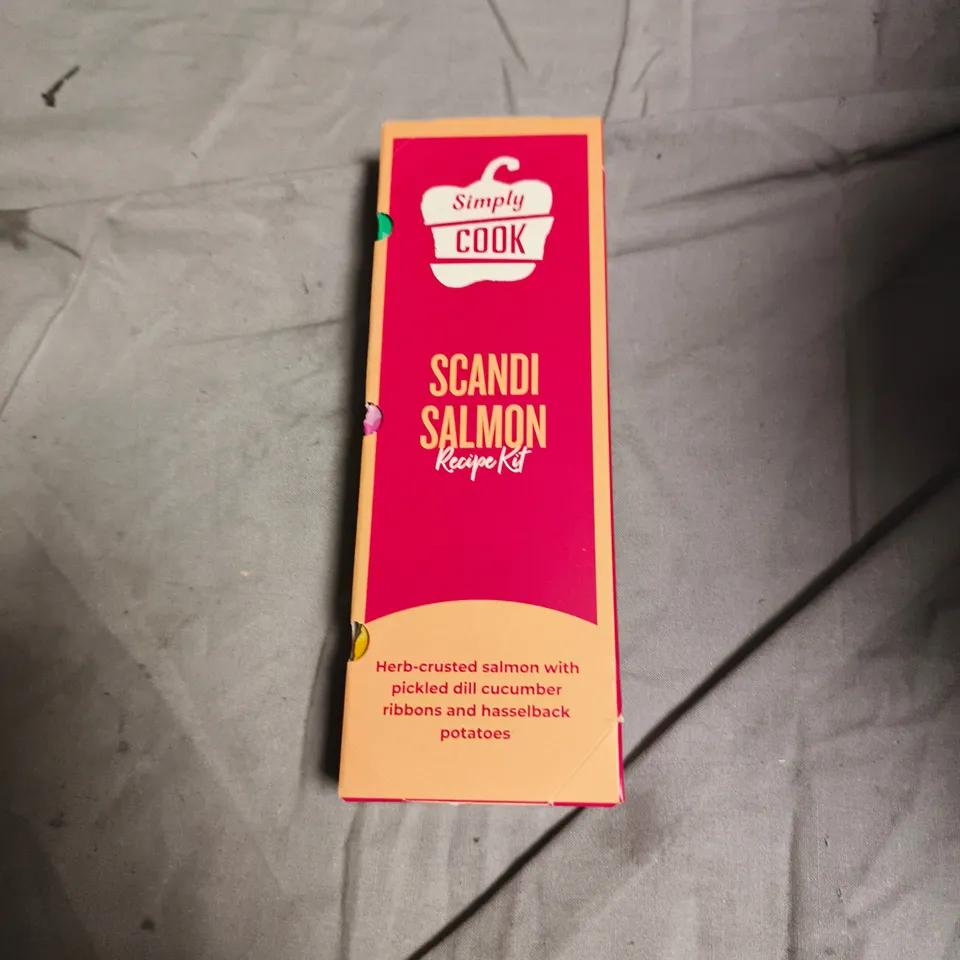 Simply
COOK
SCANDI
SALMON
Recipe Kit
Herb-crusted salmon with
pickled dill cucumber
ribbons and hasselback
potatoes